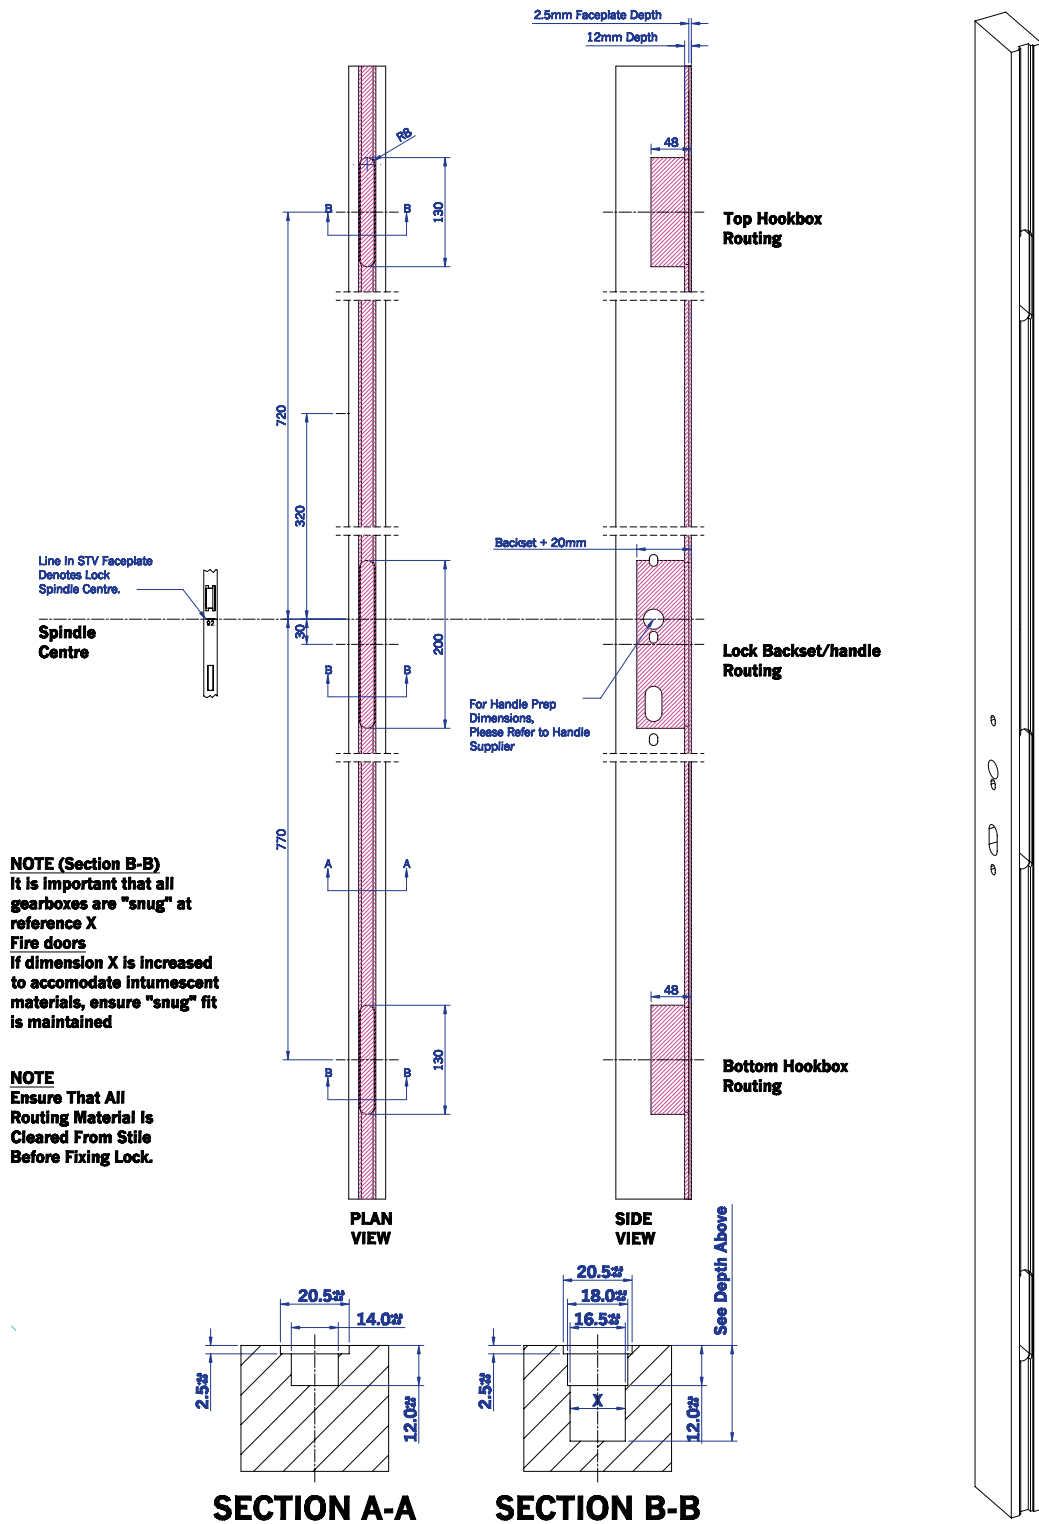 2.5mm Faceplate Depth
12mm Depth
R8
48
130
B
B
Top Hookbox
Routing
720
320
Backset + 20mm
Line In STV Faceplate
Denotes Lock
Spindle Centre.
Spindle
Centre
30
200
B
B
Lock Backset/handle
Routing
For Handle Prep
Dimensions,
Please Refer to Handle
Supplier
770
A
A
NOTE (Section B-B)
It is important that all
gearboxes are "snug" at
reference X
Fire doors
If dimension X is increased
to accomodate intumescent
materials, ensure "snug" fit
is maintained
48
130
B
B
Bottom Hookbox
Routing
NOTE
Ensure That All
Routing Material Is
Cleared From Stile
Before Fixing Lock.
PLAN
VIEW
SIDE
VIEW
See Depth Above
20.5
14.0
2.5
12.0
20.5
18.0
16.5
2.5
X
12.0
SECTION A-A
SECTION B-B